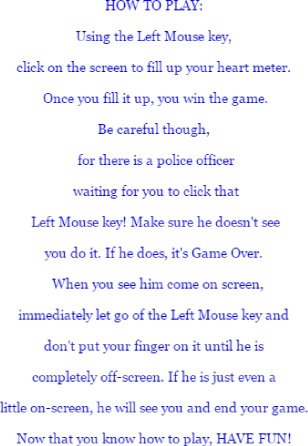 HOW TO PLAY:
Using the Left Mouse key,
click on the screen to fill up your heart meter.
Once you fill it up, you win the game.
Be careful though,
for there is a police officer
waiting for you to click that
Left Mouse key! Make sure he doesn't see
you do it. If he does, it's Game Over.
When you see him come on screen,
immediately let go of the Left Mouse key and
don't put your finger on it until he is
completely off-screen. If he is just even a
little on-screen, he will see you and end your game.
Now that you know how to play, HAVE FUN!